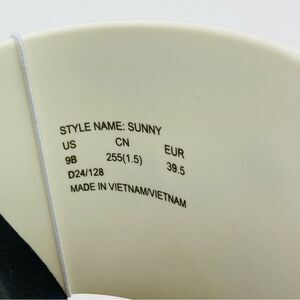 STYLE NAME: SUNNY
US CN EUR
9B 255(1.5) 39.5
D24/128
MADE IN VIETNAM/VIETNAM